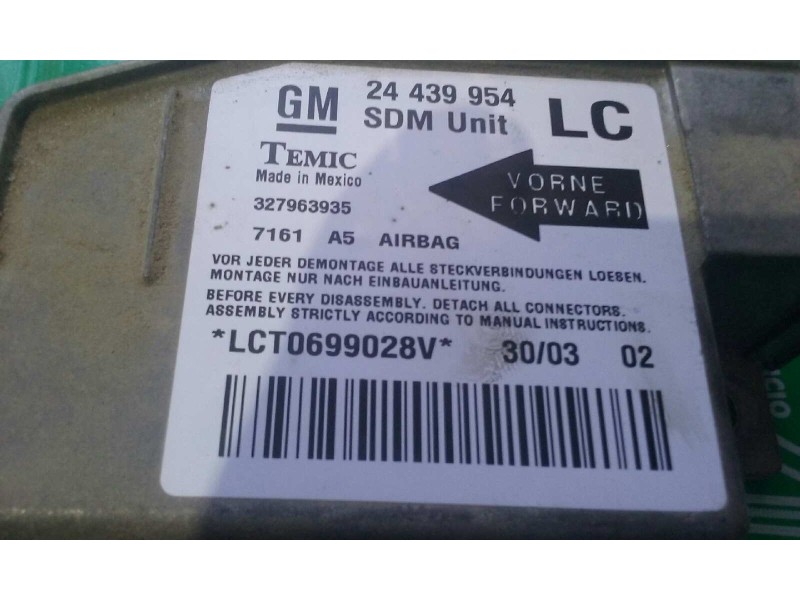 GM 24 439 954 LC
SDM Unit
TEMIC
Made in Mexico
VORNE
FORWARD
327963935
7161 A5 AIRBAG
VOR JEDER DEMONTAGE ALLE STECKVERBINDUNGEN LOESEN.
MONTAGE NUR NACH EINBAUANLEITUNG.
BEFORE EVERY DISASSEMBLY. DETACH ALL CONNECTORS.
ASSEMBLY STRICTLY ACCORDING TO MANUAL INSTRUCTIONS.
*LCT0699028V* 30/03 02